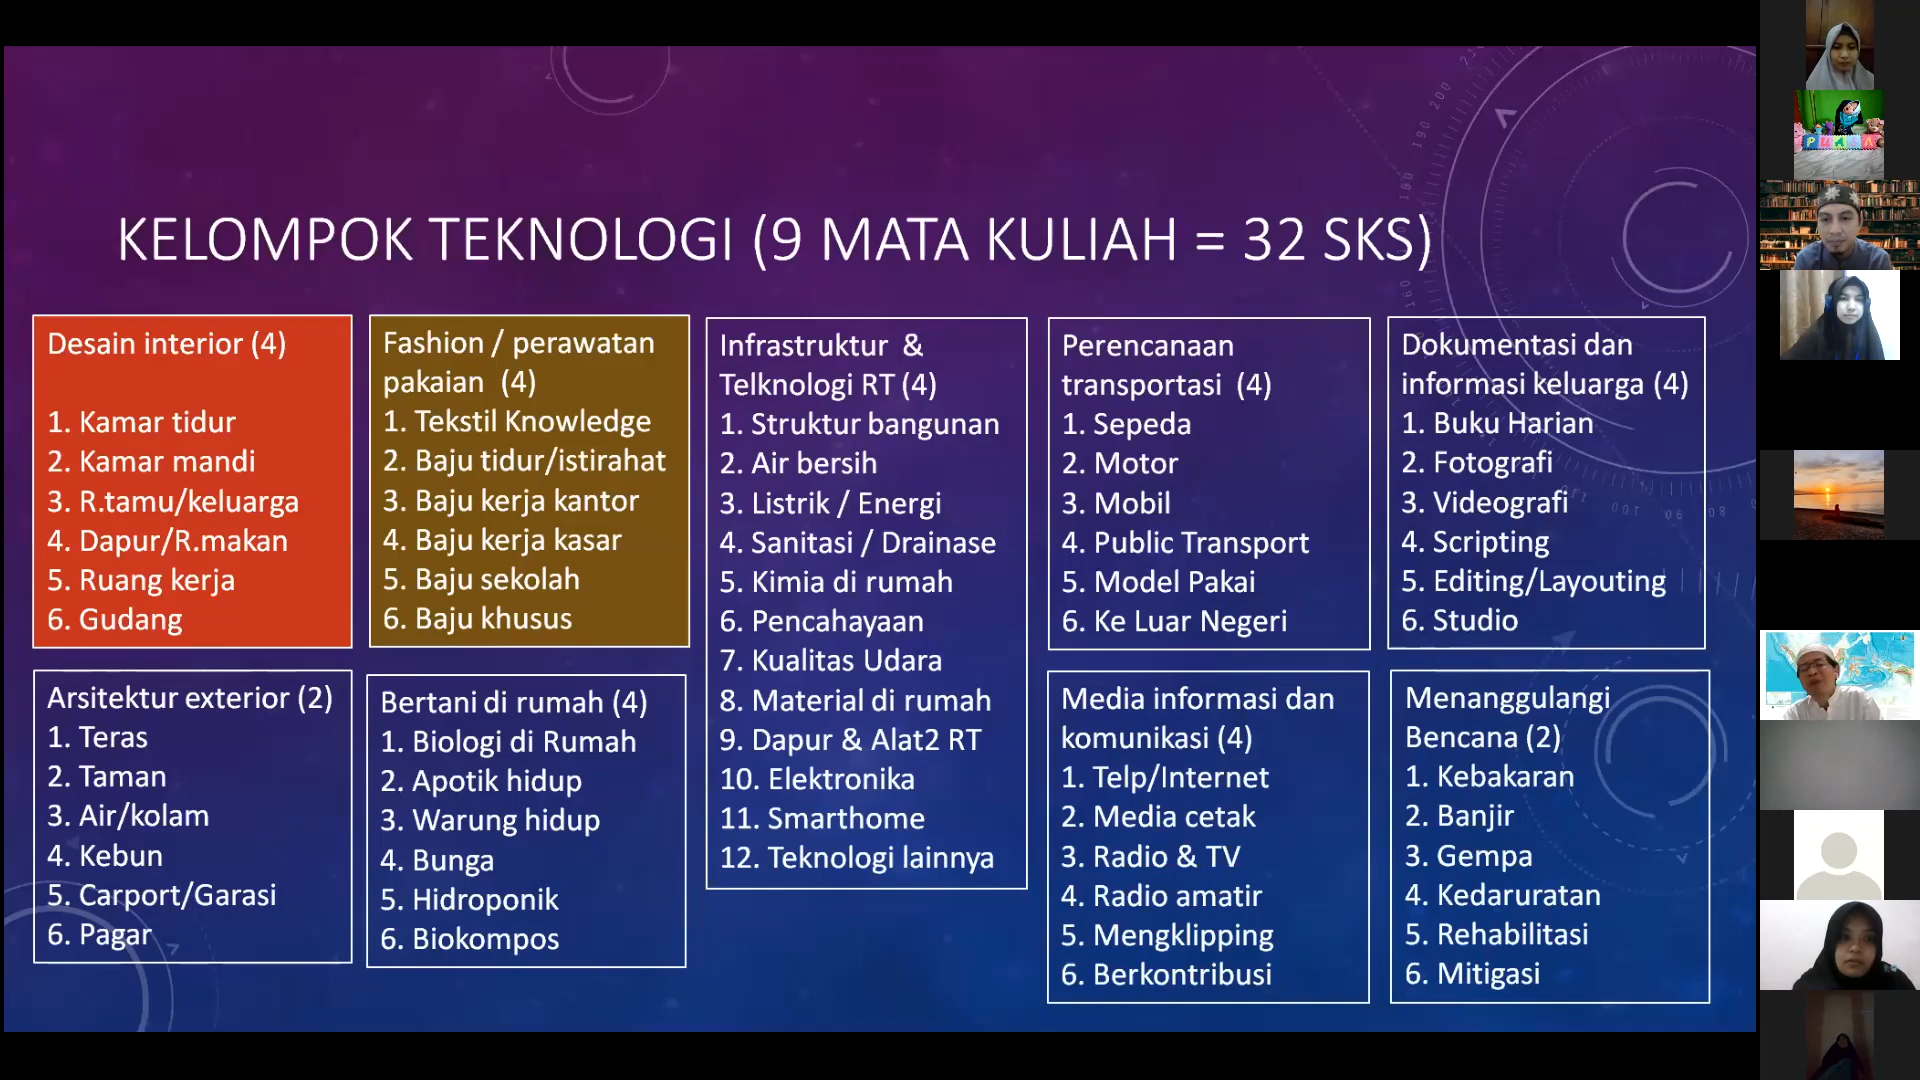 KELOMPOK TEKNOLOGI (9 MATA KULIAH = 32 SKS)
Desain interior (4)
1. Kamar tidur
2. Kamar mandi
3. R.tamu/keluarga
4. Dapur/R.makan
5. Ruang kerja
6. Gudang
Fashion / perawatan
pakaian (4)
1. Tekstil Knowledge
2. Baju tidur/istirahat
3. Baju kerja kantor
4. Baju kerja kasar
5. Baju sekolah
6. Baju khusus
Infrastruktur &
Telknologi RT (4)
1. Struktur bangunan
2. Air bersih
3. Listrik / Energi
4. Sanitasi / Drainase
5. Kimia di rumah
6. Pencahayaan
7. Kualitas Udara
8. Material di rumah
9. Dapur & Alat2 RT
10. Elektronika
11. Smarthome
12. Teknologi lainnya
Perencanaan
transportasi (4)
1. Sepeda
2. Motor
3. Mobil
4. Public Transport
5. Model Pakai
6. Ke Luar Negeri
Dokumentasi dan
informasi keluarga (4)
1. Buku Harian
2. Fotografi
3. Videografi
4. Scripting
5. Editing/Layouting
6. Studio
Arsitektur exterior (2)
1. Teras
2. Taman
3. Air/kolam
4. Kebun
5. Carport/Garasi
6. Pagar
Bertani di rumah (4)
1. Biologi di Rumah
2. Apotik hidup
3. Warung hidup
4. Bunga
5. Hidroponik
6. Biokompos
Media informasi dan
komunikasi (4)
1. Telp/Internet
2. Media cetak
3. Radio & TV
4. Radio amatir
5. Mengklipping
6. Berkontribusi
Menanggulangi
Bencana (2)
1. Kebakaran
2. Banjir
3. Gempa
4. Kedaruratan
5. Rehabilitasi
6. Mitigasi
210
200
190
180
160
110
100
90
80